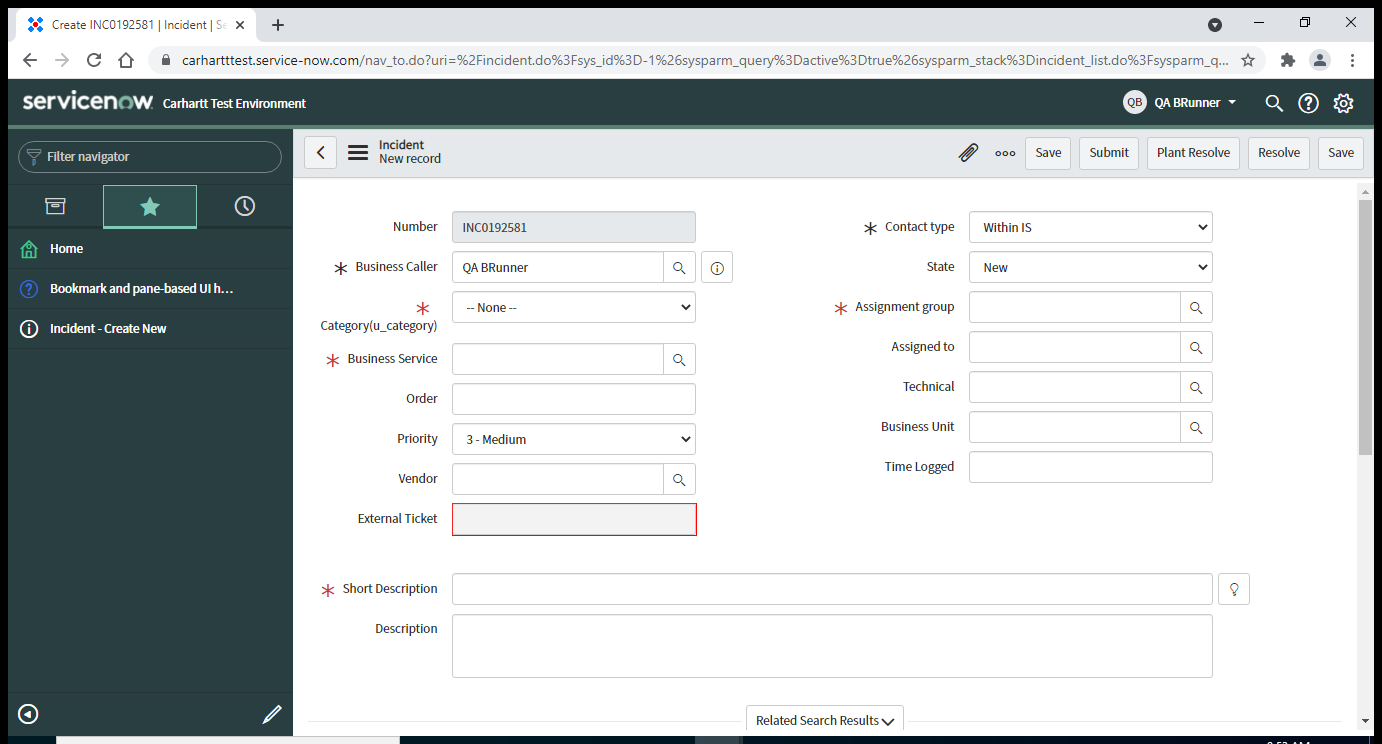 Create INC0192581 | Incident | Se
carhartttest.service-now.com/nav_to.do?uri=%2Fincident.do%3Fsys_id%3D-1%26sysparm_query%3Dactive%3Dtrue%26sysparm_stack%3Dincident_list.do%3Fsysparm_q...
servicenow Carhartt Test Environment
QB QA BRunner
Filter navigator
Home
Bookmark and pane-based UI h...
Incident - Create New
Incident
New record
Save
Submit
Plant Resolve
Resolve
Save
Number INC0192581
Business Caller QA BRunner
Category(u_category) -- None --
Business Service
Order
Priority 3 - Medium
Vendor
External Ticket
Contact type Within IS
State New
Assignment group
Assigned to
Technical
Business Unit
Time Logged
Short Description
Description
Related Search Results